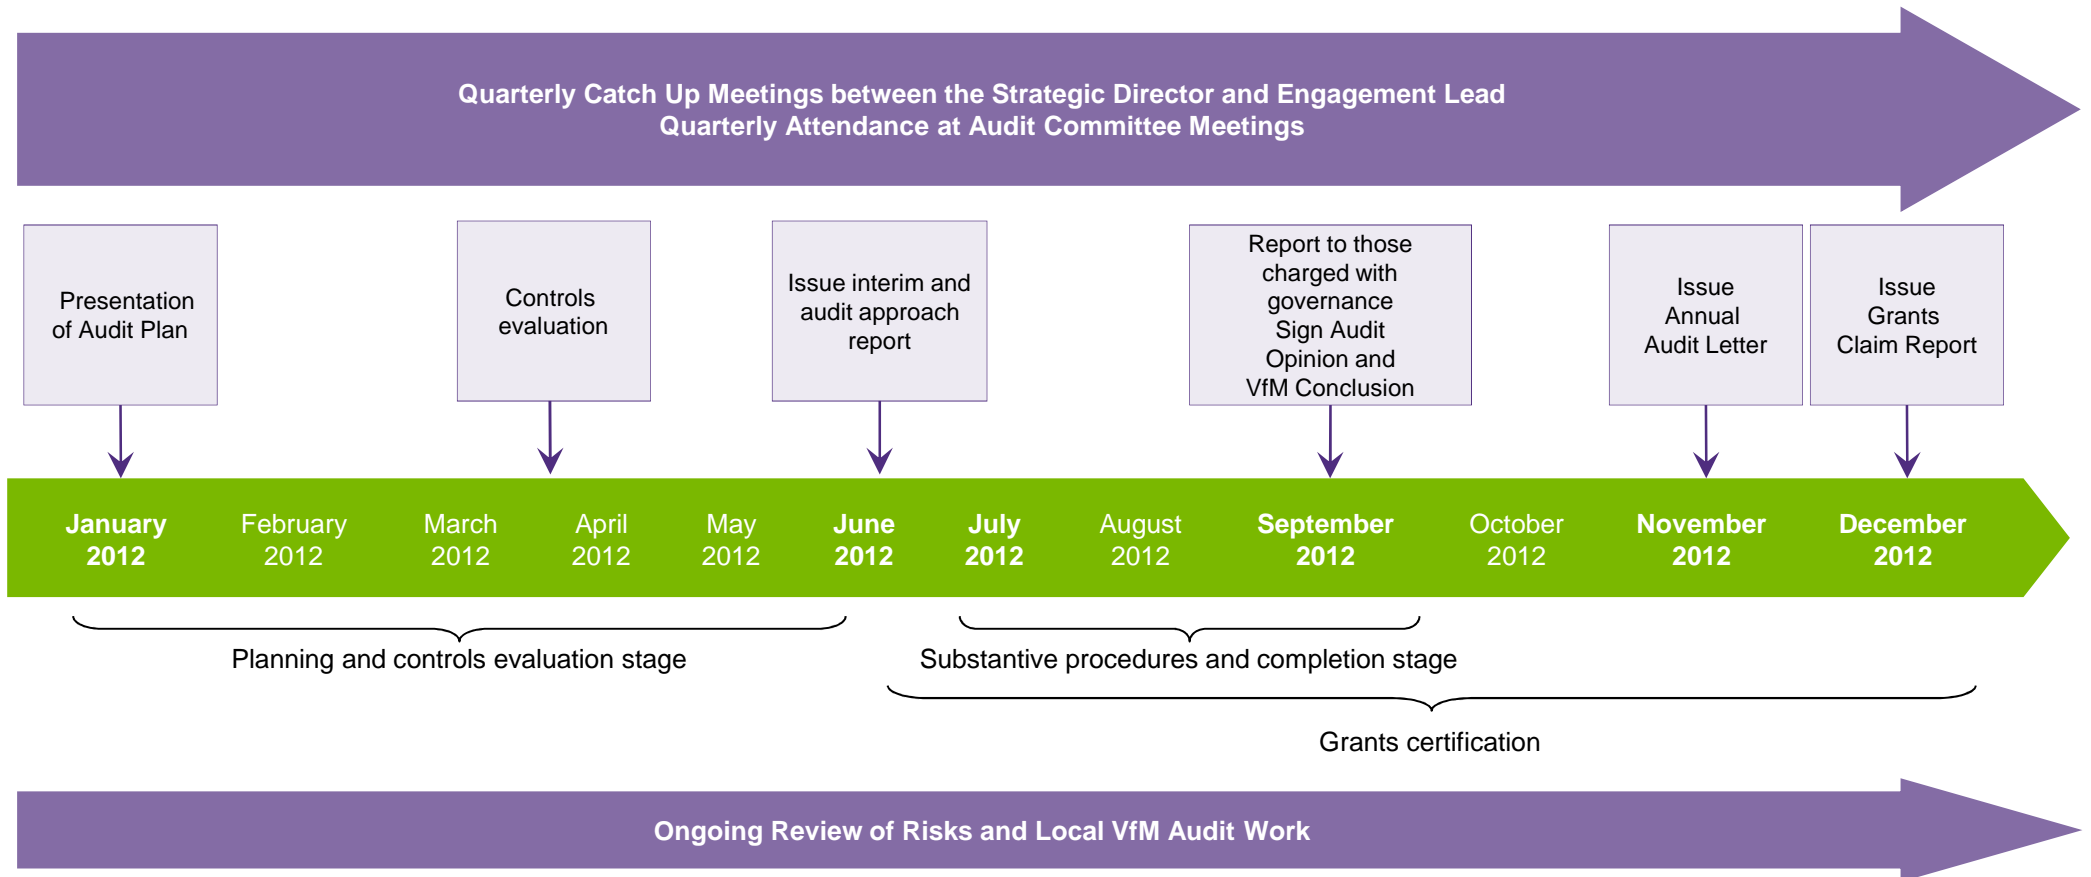 Quarterly Catch Up Meetings between the Strategic Director and Engagement Lead
Quarterly Attendance at Audit Committee Meetings
Presentation
of Audit Plan
Controls
evaluation
Issue interim and
audit approach
report
Report to those
charged with
governance
Sign Audit
Opinion and
VfM Conclusion
Issue
Annual
Audit Letter
Issue
Grants
Claim Report
January
2012
February
2012
March
2012
April
2012
May
2012
June
2012
July
2012
August
2012
September
2012
October
2012
November
2012
December
2012
Planning and controls evaluation stage
Substantive procedures and completion stage
Grants certification
Ongoing Review of Risks and Local VfM Audit Work